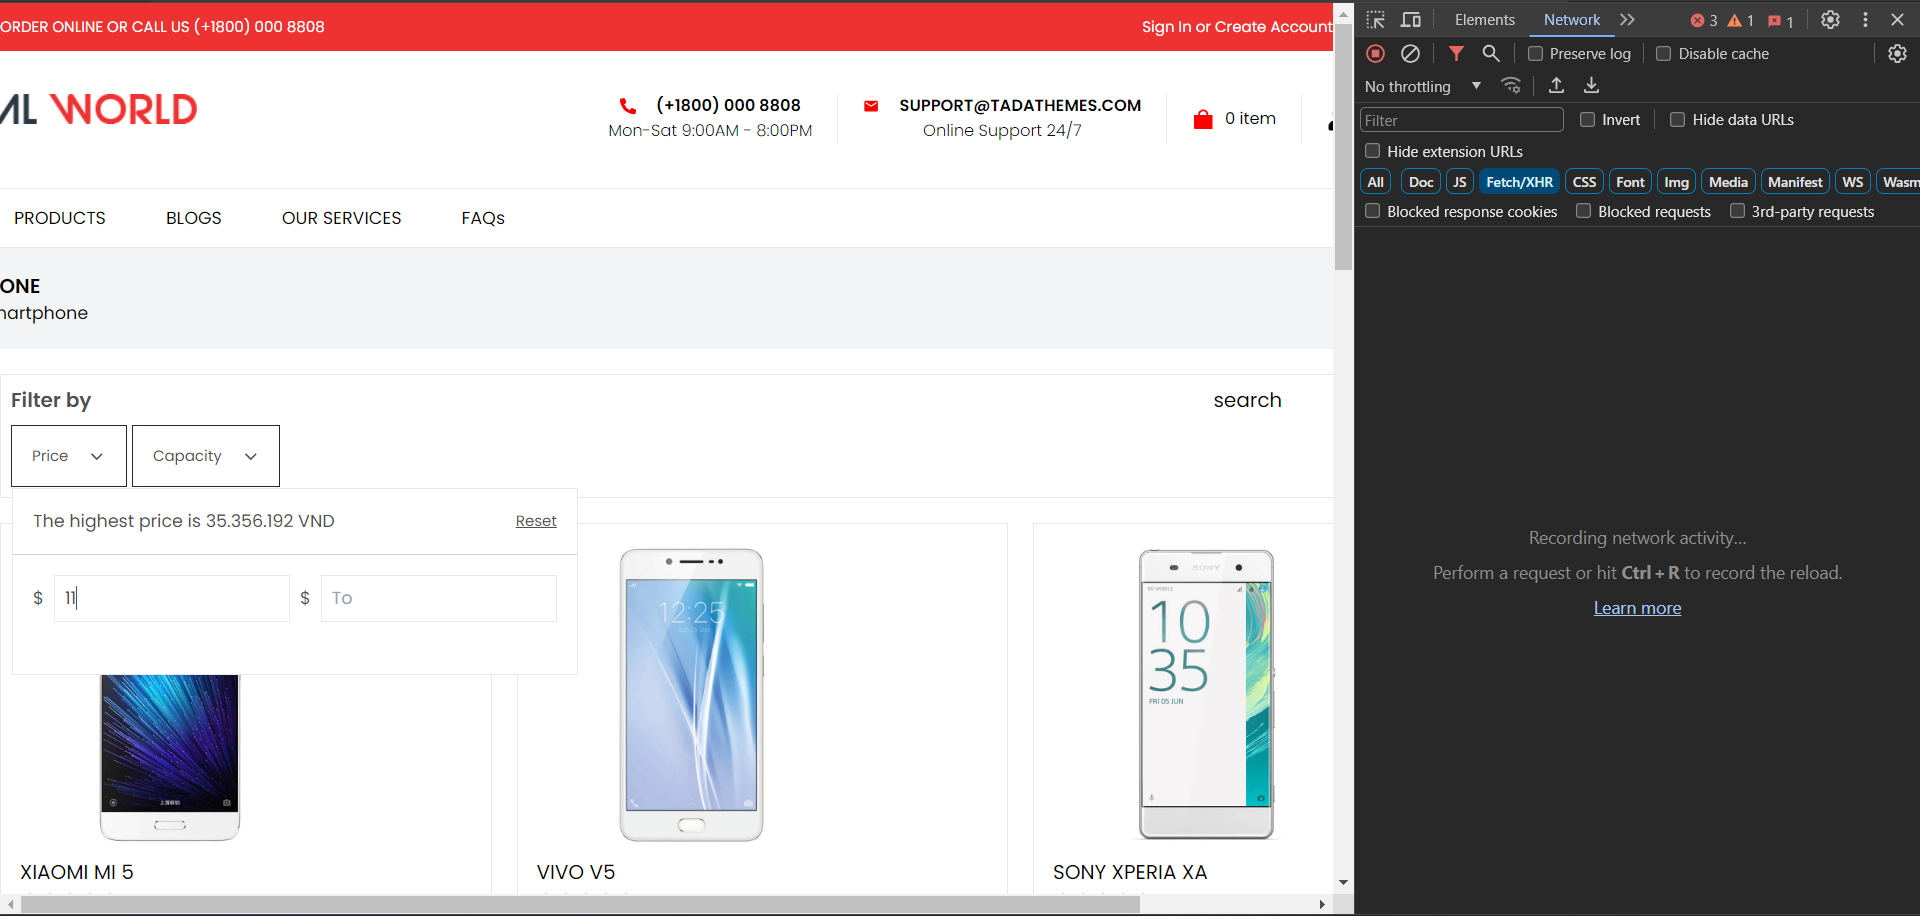 ORDER ONLINE OR CALL US (+1800) 000 8808
Sign In or Create Account
AL WORLD
(+1800) 000 8808
Mon-Sat 9:00AM - 8:00PM
SUPPORT@TADATHEMES.COM
Online Support 24/7
0 item
PRODUCTS
BLOGS
OUR SERVICES
FAQs
ONE
martphone
Filter by
search
Price
Capacity
The highest price is 35.356.192 VND
Reset
$
11
$
To
12:25
SONY
10
35
FRI 05 JUN
XIAOMI MI 5
VIVO V5
SONY XPERIA XA
Elements
Network
3
1
1
Preserve log
Disable cache
No throttling
Filter
Invert
Hide data URLs
Hide extension URLs
All
Doc
JS
Fetch/XHR
CSS
Font
Img
Media
Manifest
WS
Wasm
Blocked response cookies
Blocked requests
3rd-party requests
Recording network activity...
Perform a request or hit Ctrl + R to record the reload.
Learn more